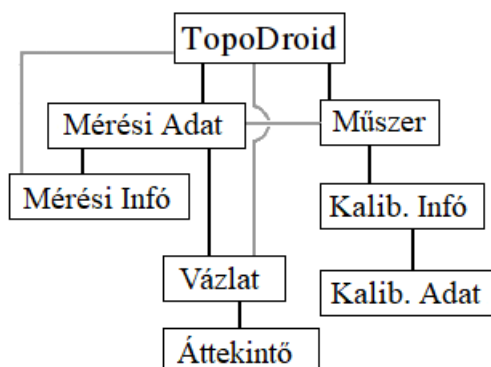 TopoDroid
Mérési Adat
Műszer
Mérési Infó
Kalib. Infó
Vázlat
Kalib. Adat
Áttekintő